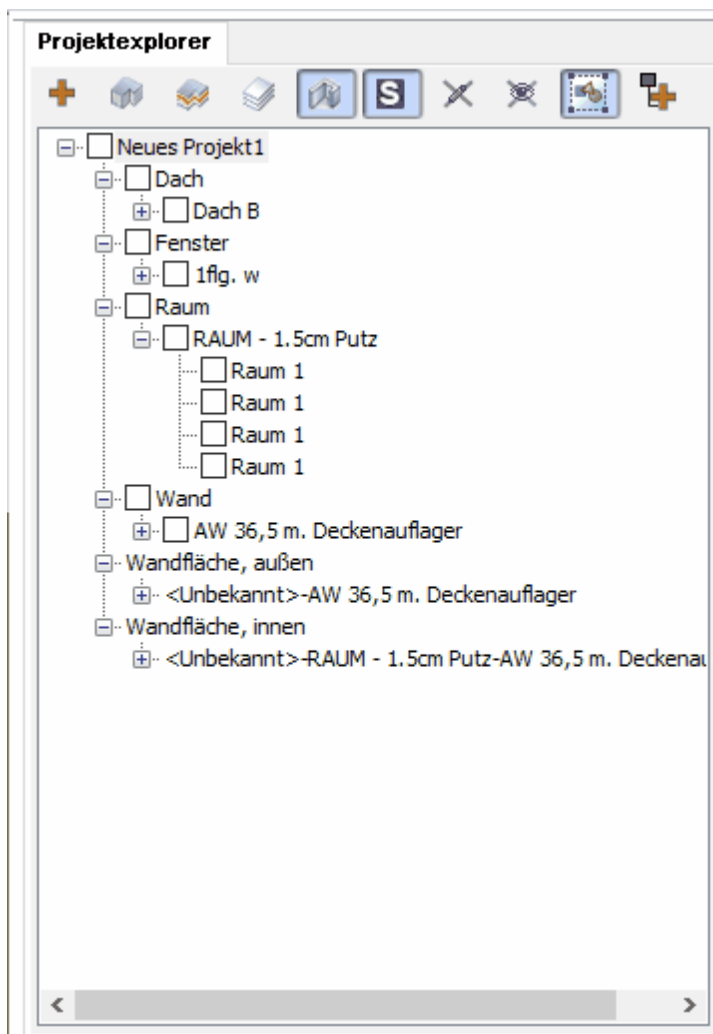 Projektexplorer
S
Neues Projekt1
Dach
Dach B
Fenster
1flg. w
Raum
RAUM - 1.5cm Putz
Raum 1
Raum 1
Raum 1
Raum 1
Wand
AW 36,5 m. Deckenauflager
Wandfläche, außen
<Unbekannt>-AW 36,5 m. Deckenauflager
Wandfläche, innen
<Unbekannt>-RAUM - 1.5cm Putz-AW 36,5 m. Deckenau